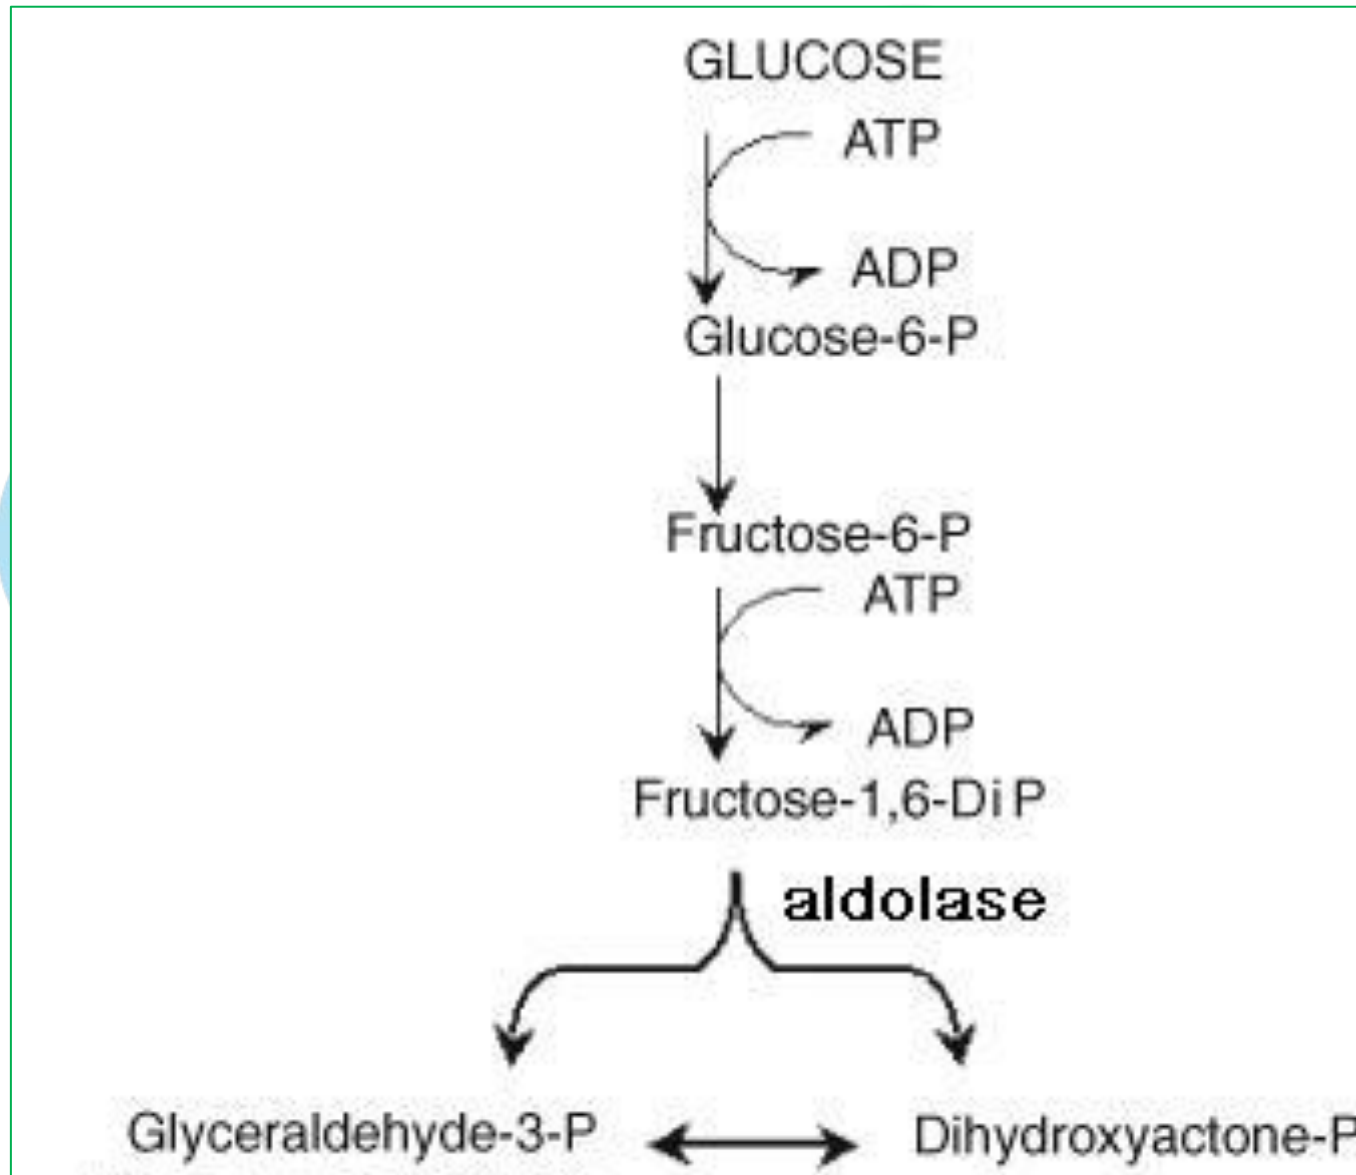 GLUCOSE
ATP
ADP
Glucose-6-P
Fructose-6-P
ATP
ADP
Fructose-1,6-Di P
aldolase
Glyceraldehyde-3-P
Dihydroxyactone-P